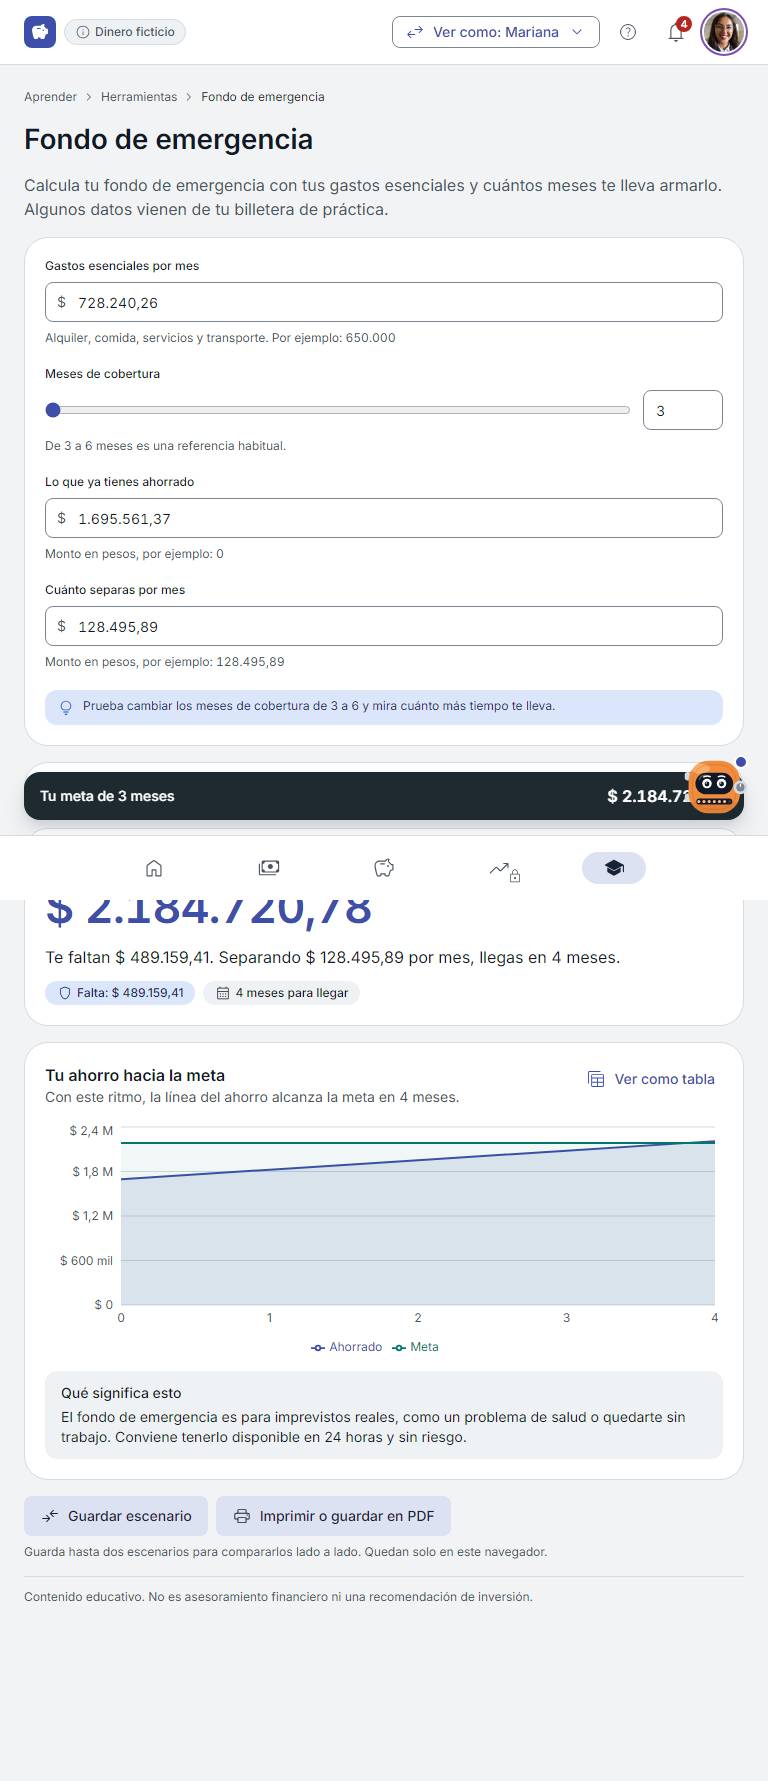 Dinero ficticio
Ver como: Mariana
4
Aprender
Herramientas
Fondo de emergencia
Fondo de emergencia
Calcula tu fondo de emergencia con tus gastos esenciales y cuántos meses te lleva armarlo.
Algunos datos vienen de tu billetera de práctica.
Gastos esenciales por mes
$ 728.240,26
Alquiler, comida, servicios y transporte. Por ejemplo: 650.000
Meses de cobertura
3
De 3 a 6 meses es una referencia habitual.
Lo que ya tienes ahorrado
$ 1.695.561,37
Monto en pesos, por ejemplo: 0
Cuánto separas por mes
$ 128.495,89
Monto en pesos, por ejemplo: 128.495,89
Prueba cambiar los meses de cobertura de 3 a 6 y mira cuánto más tiempo te lleva.
Tu meta de 3 meses
$ 2.184.72
$ 2.184.720,78
Te faltan $ 489.159,41. Separando $ 128.495,89 por mes, llegas en 4 meses.
Falta: $ 489.159,41
4 meses para llegar
Tu ahorro hacia la meta
Ver como tabla
Con este ritmo, la línea del ahorro alcanza la meta en 4 meses.
$ 2,4 M
$ 1,8 M
$ 1,2 M
$ 600 mil
$ 0
0 1 2 3 4
Ahorrado Meta
Qué significa esto
El fondo de emergencia es para imprevistos reales, como un problema de salud o quedarte sin
trabajo. Conviene tenerlo disponible en 24 horas y sin riesgo.
Guardar escenario
Imprimir o guardar en PDF
Guarda hasta dos escenarios para compararlos lado a lado. Quedan solo en este navegador.
Contenido educativo. No es asesoramiento financiero ni una recomendación de inversión.